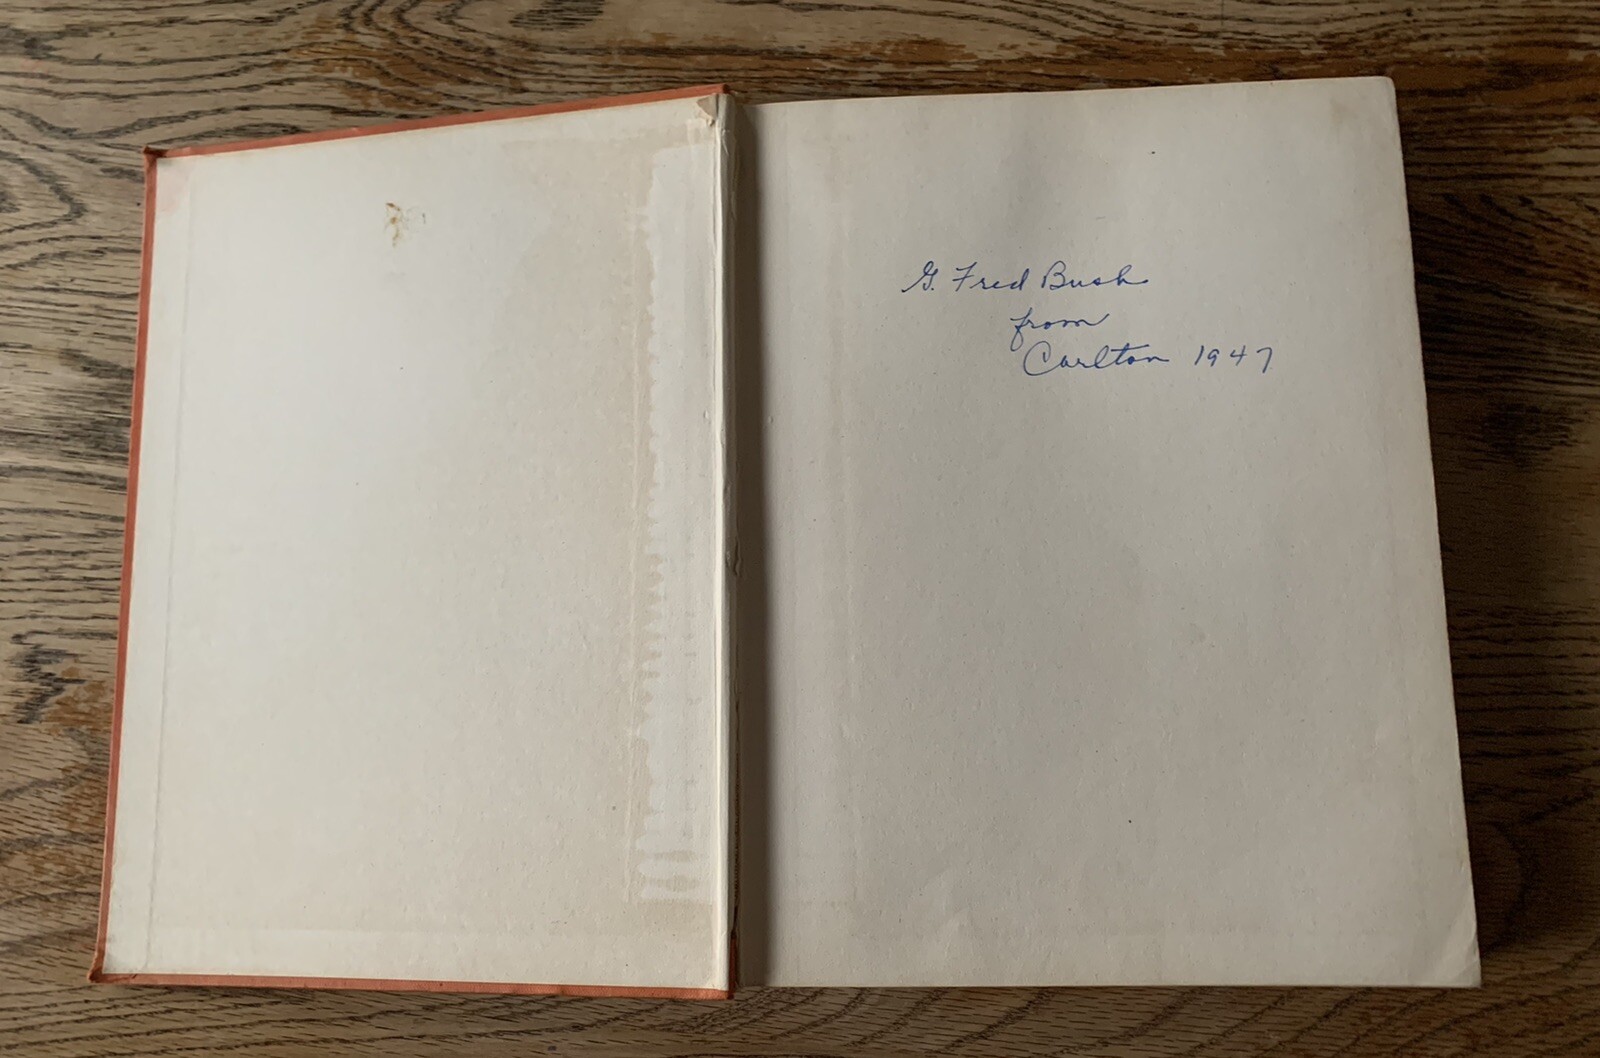 G. Fred Bush
from
Carlton 1947